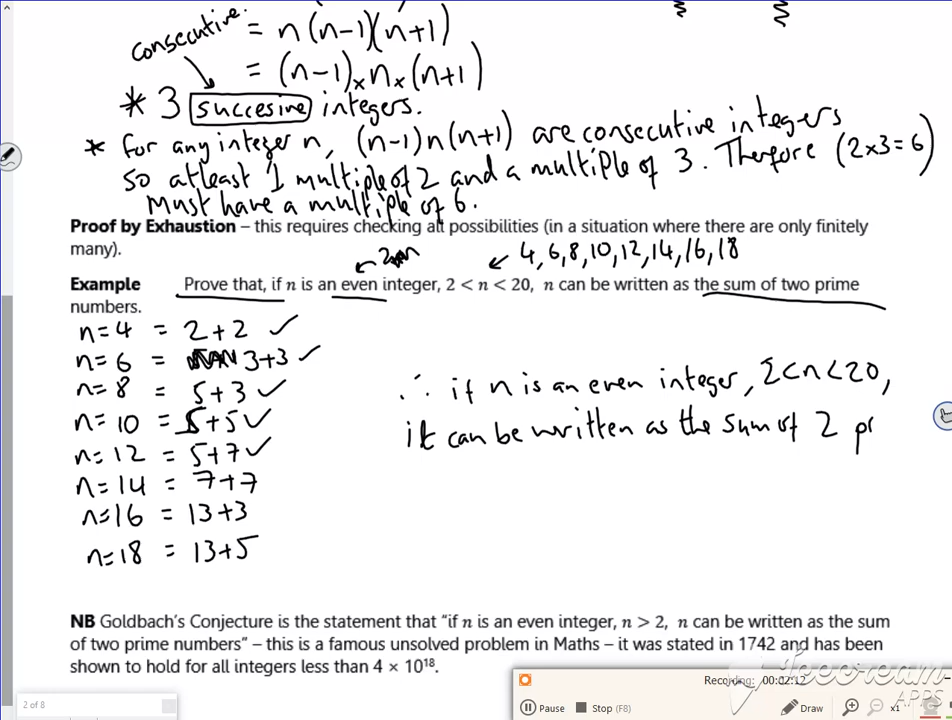 consecutive. = n(n-1)(n+1)
= (n-1)×n×(n+1)
* 3 succesive integers.
* for any integer n, (n-1)n(n+1) are consecutive integers
so atleast 1 multiple of 2 and a multiple of 3. Therfore (2x3=6)
Must have a multiple of 6.
Proof by Exhaustion – this requires checking all possibilities (in a situation where there are only finitely
many).
4, 6, 8, 10, 12, 14, 16, 18
Example Prove that, if n is an even integer, 2 < n < 20, n can be written as the sum of two prime
numbers.
n=4 = 2+2 ✓
n=6 = 3+3 ✓
n=8 = 5+3 ✓
n=10 = 5+5 ✓
n=12 = 5+7 ✓
n=14 = 7+7
n=16 = 13+3
n=18 = 13+5
∴ if n is an even integer, 2<n<20,
it can be written as the sum of 2 pr
NB Goldbach's Conjecture is the statement that "if n is an even integer, n > 2, n can be written as the sum
of two prime numbers" – this is a famous unsolved problem in Maths – it was stated in 1742 and has been
shown to hold for all integers less than 4 × 10¹⁸.
2 of 8
Recording: 00:02:12
Pause Stop (F8) Draw x1
Icecream
APPS